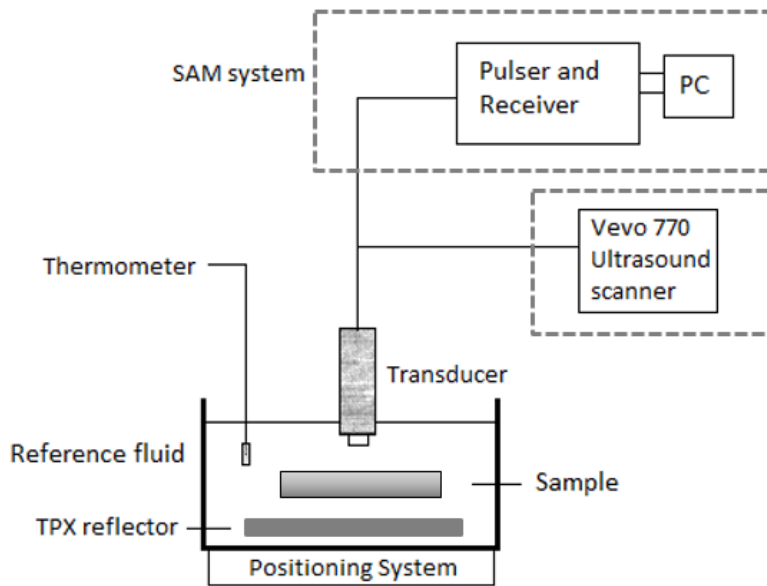 SAM system
Pulser and
Receiver
PC
Vevo 770
Ultrasound
scanner
Thermometer
Transducer
Reference fluid
Sample
TPX reflector
Positioning System